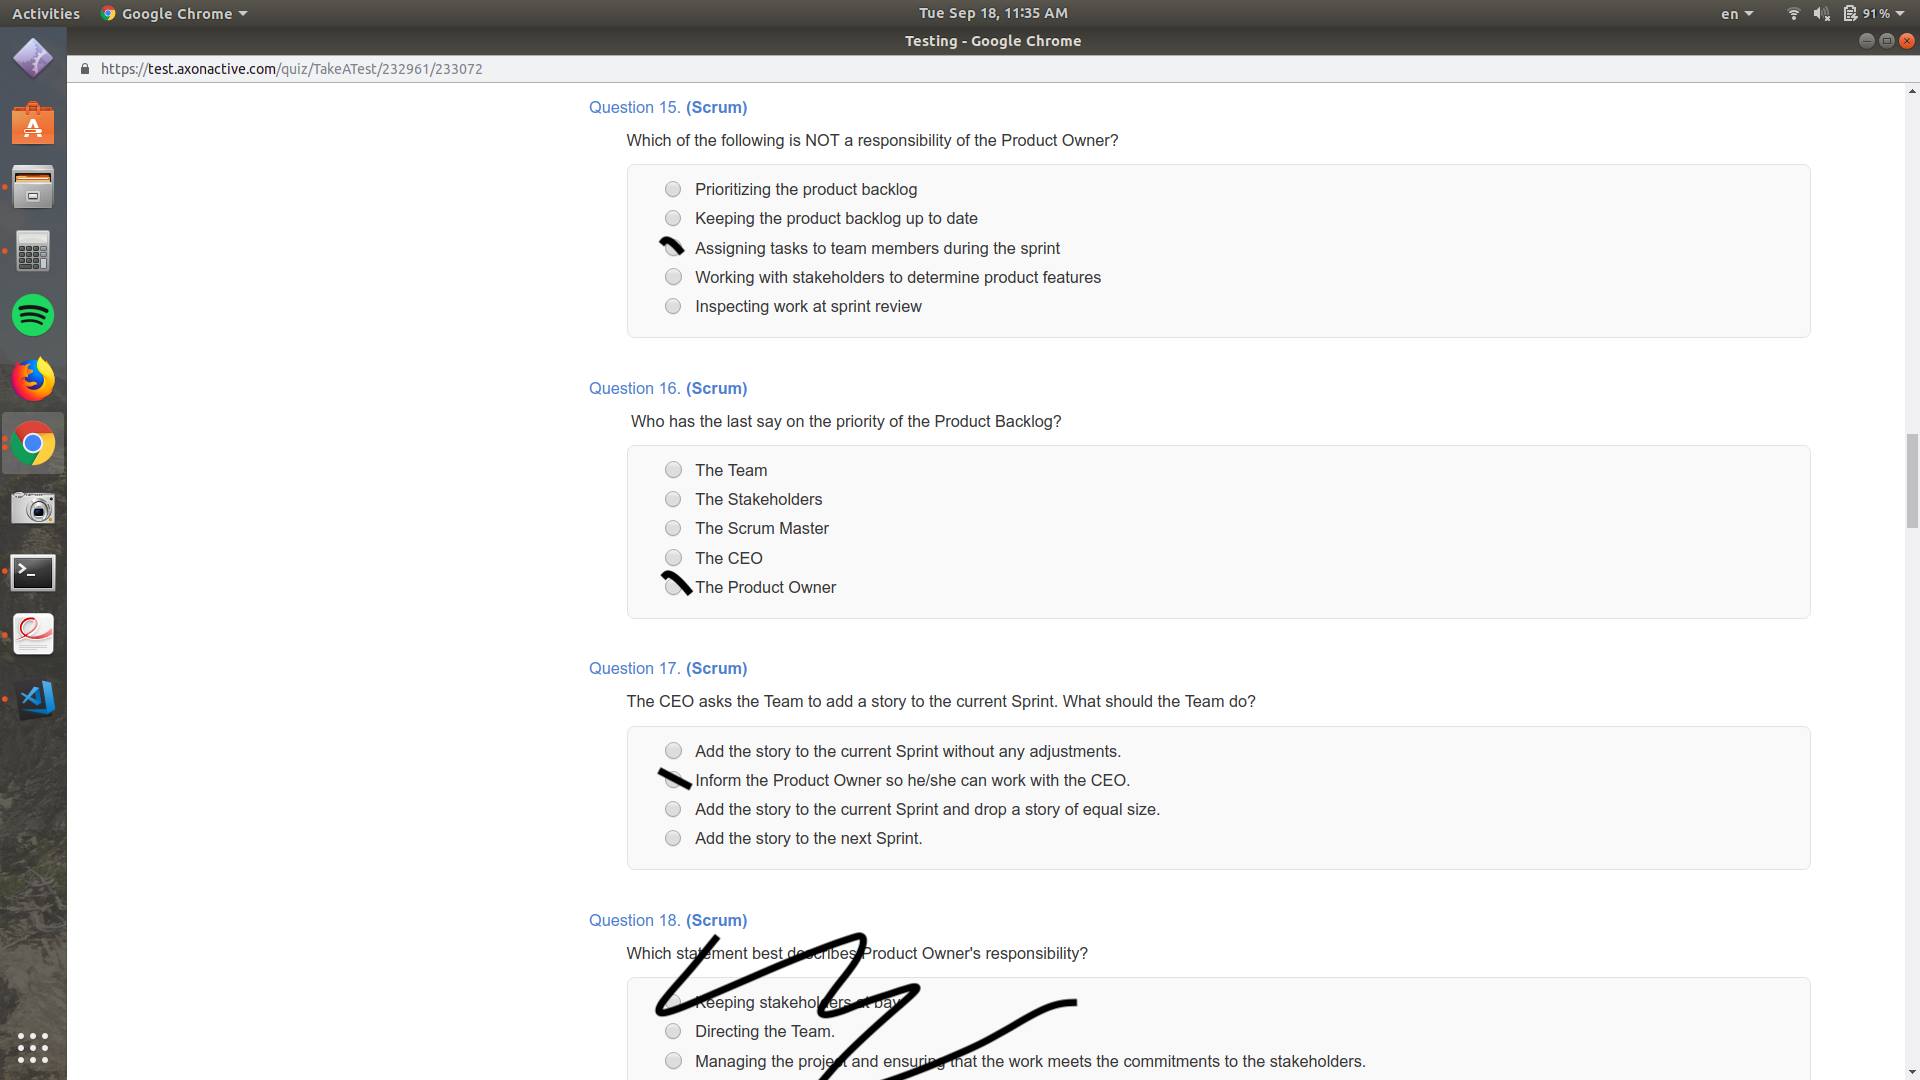 Activities
Google Chrome
Tue Sep 18, 11:35 AM
en
91 %
Testing - Google Chrome
https://test.axonactive.com/quiz/TakeATest/232961/233072
Question 15. (Scrum)
Which of the following is NOT a responsibility of the Product Owner?
Prioritizing the product backlog
Keeping the product backlog up to date
Assigning tasks to team members during the sprint
Working with stakeholders to determine product features
Inspecting work at sprint review
Question 16. (Scrum)
Who has the last say on the priority of the Product Backlog?
The Team
The Stakeholders
The Scrum Master
The CEO
The Product Owner
Question 17. (Scrum)
The CEO asks the Team to add a story to the current Sprint. What should the Team do?
Add the story to the current Sprint without any adjustments.
Inform the Product Owner so he/she can work with the CEO.
Add the story to the current Sprint and drop a story of equal size.
Add the story to the next Sprint.
Question 18. (Scrum)
Which statement best describes Product Owner's responsibility?
Keeping stakeholders at bay
Directing the Team.
Managing the project and ensuring that the work meets the commitments to the stakeholders.